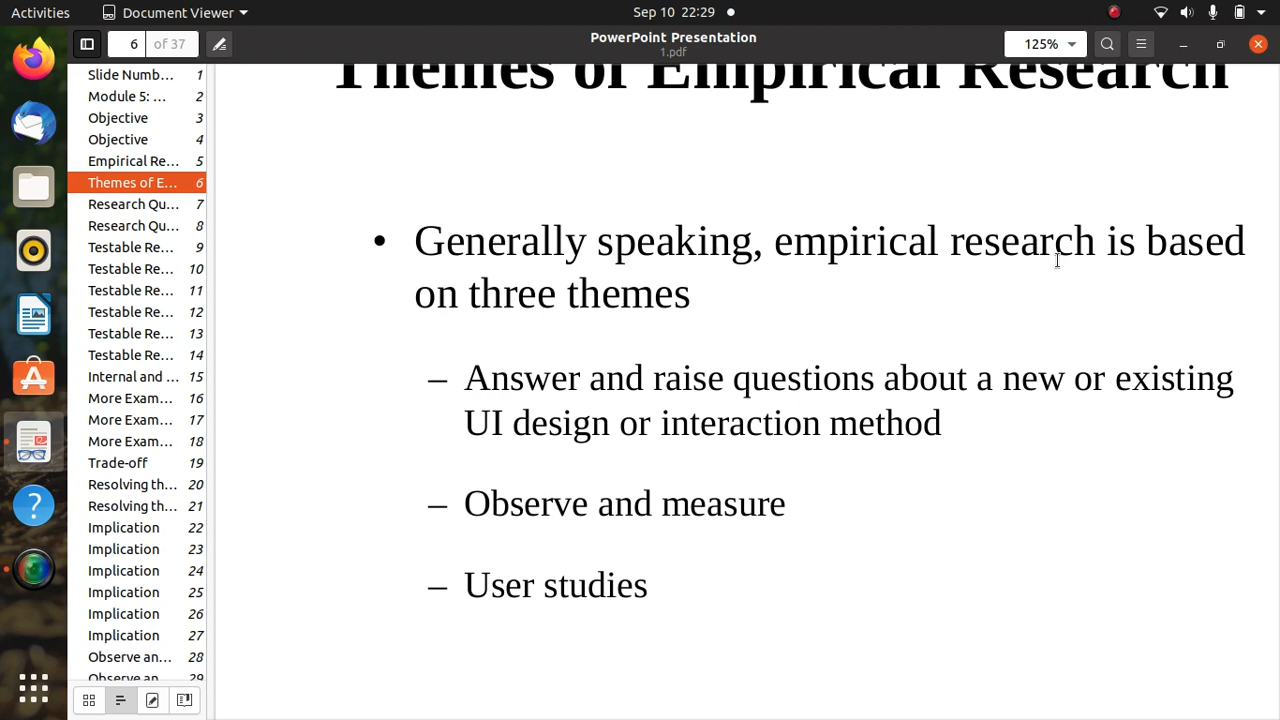 Activities
Document Viewer
Sep 10 22:29
6 of 37
PowerPoint Presentation
1.pdf
125%
Slide Numb... 1
Module 5: ... 2
Objective 3
Objective 4
Empirical Re... 5
Themes of E... 6
Research Qu... 7
Research Qu... 8
Testable Re... 9
Testable Re... 10
Testable Re... 11
Testable Re... 12
Testable Re... 13
Testable Re... 14
Internal and ... 15
More Exam... 16
More Exam... 17
More Exam... 18
Trade-off 19
Resolving th... 20
Resolving th... 21
Implication 22
Implication 23
Implication 24
Implication 25
Implication 26
Implication 27
Observe an... 28
Observe an... 29
Themes of Empirical Research
• Generally speaking, empirical research is based
on three themes
– Answer and raise questions about a new or existing
UI design or interaction method
– Observe and measure
– User studies